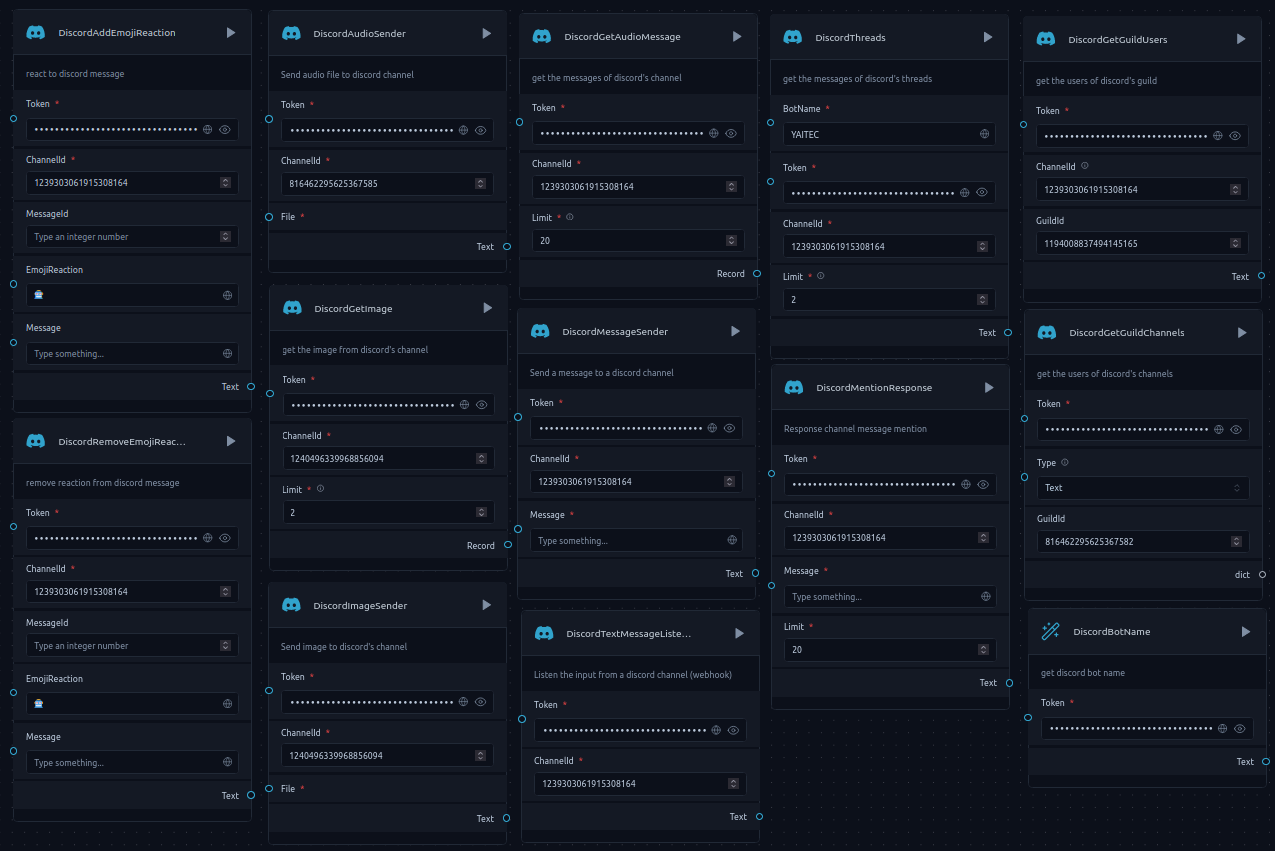 DiscordAddEmojiReaction
react to discord message
Token *
••••••••••••••••••••••••••••••••
ChannelId *
1239303061915308164
MessageId
Type an integer number
EmojiReaction
🤖
Message
Type something...
Text
DiscordRemoveEmojiReac...
remove reaction from discord message
Token *
••••••••••••••••••••••••••••••••
ChannelId *
1239303061915308164
MessageId
Type an integer number
EmojiReaction
🤖
Message
Type something...
Text
DiscordAudioSender
Send audio file to discord channel
Token *
••••••••••••••••••••••••••••••••
ChannelId *
816462295625367585
File *
Text
DiscordGetImage
get the image from discord's channel
Token *
••••••••••••••••••••••••••••••••
ChannelId *
1240496339968856094
Limit *
2
Record
DiscordImageSender
Send image to discord's channel
Token *
••••••••••••••••••••••••••••••••
ChannelId *
1240496339968856094
File *
Text
DiscordGetAudioMessage
get the messages of discord's channel
Token *
••••••••••••••••••••••••••••••••
ChannelId *
1239303061915308164
Limit *
20
Record
DiscordMessageSender
Send a message to a discord channel
Token *
••••••••••••••••••••••••••••••••
ChannelId *
1239303061915308164
Message *
Type something...
Text
DiscordTextMessageListe...
Listen the input from a discord channel (webhook)
Token *
••••••••••••••••••••••••••••••••
ChannelId *
1239303061915308164
Text
DiscordThreads
get the messages of discord's threads
BotName *
YAITEC
Token *
••••••••••••••••••••••••••••••••
ChannelId *
1239303061915308164
Limit *
2
Text
DiscordMentionResponse
Response channel message mention
Token *
••••••••••••••••••••••••••••••••
ChannelId *
1239303061915308164
Message *
Type something...
Limit *
20
Text
DiscordGetGuildUsers
get the users of discord's guild
Token *
••••••••••••••••••••••••••••••••
ChannelId
1239303061915308164
GuildId
1194008837494145165
Text
DiscordGetGuildChannels
get the users of discord's channels
Token *
••••••••••••••••••••••••••••••••
Type
Text
GuildId
816462295625367582
dict
DiscordBotName
get discord bot name
Token *
••••••••••••••••••••••••••••••••
Text